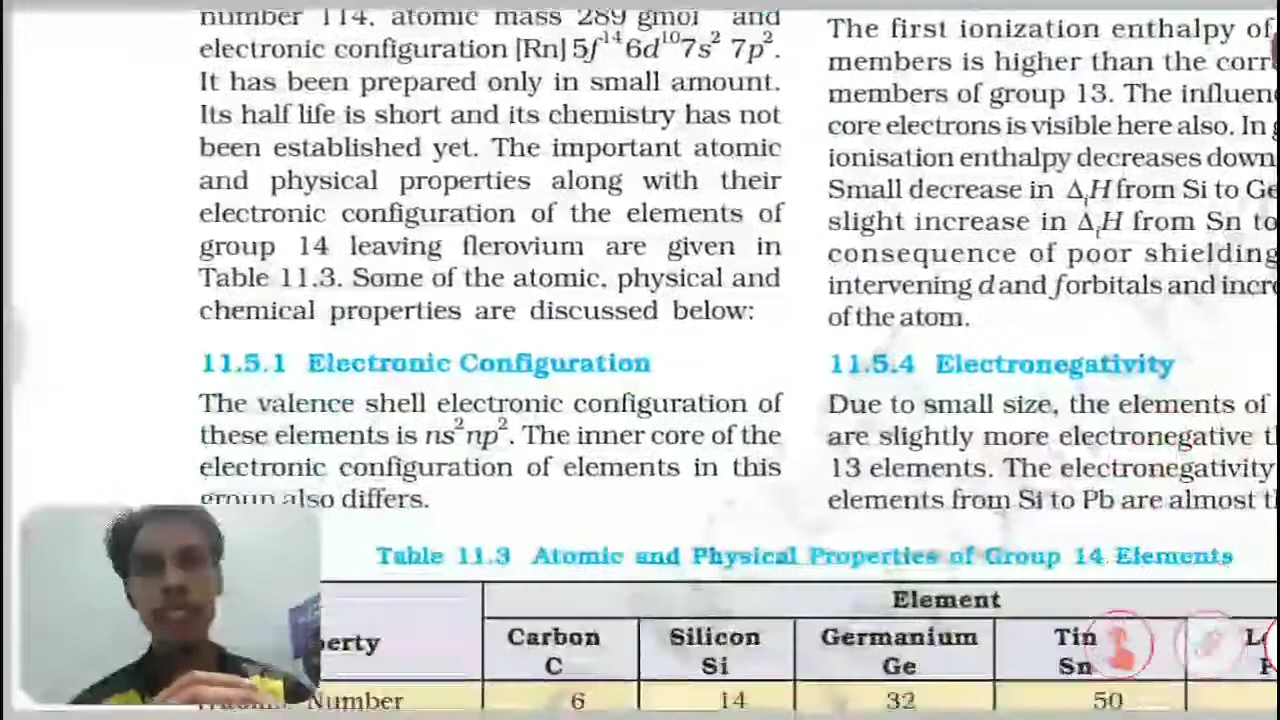 number 114, atomic mass 289 gmol and
electronic configuration [Rn] 5f¹⁴6d¹⁰7s² 7p².
It has been prepared only in small amount.
Its half life is short and its chemistry has not
been established yet. The important atomic
and physical properties along with their
electronic configuration of the elements of
group 14 leaving flerovium are given in
Table 11.3. Some of the atomic, physical and
chemical properties are discussed below:
11.5.1 Electronic Configuration
The valence shell electronic configuration of
these elements is ns²np². The inner core of the
electronic configuration of elements in this
group also differs.
The first ionization enthalpy of
members is higher than the corr
members of group 13. The influen
core electrons is visible here also. In
ionisation enthalpy decreases down
Small decrease in ΔᵢH from Si to Ge
slight increase in ΔᵢH from Sn to
consequence of poor shielding
intervening d and f orbitals and incre
of the atom.
11.5.4 Electronegativity
Due to small size, the elements of
are slightly more electronegative t
13 elements. The electronegativity
elements from Si to Pb are almost t
Table 11.3 Atomic and Physical Properties of Group 14 Elements
Element
perty Carbon Silicon Germanium Tin
C Si Ge Sn
Number 6 14 32 50